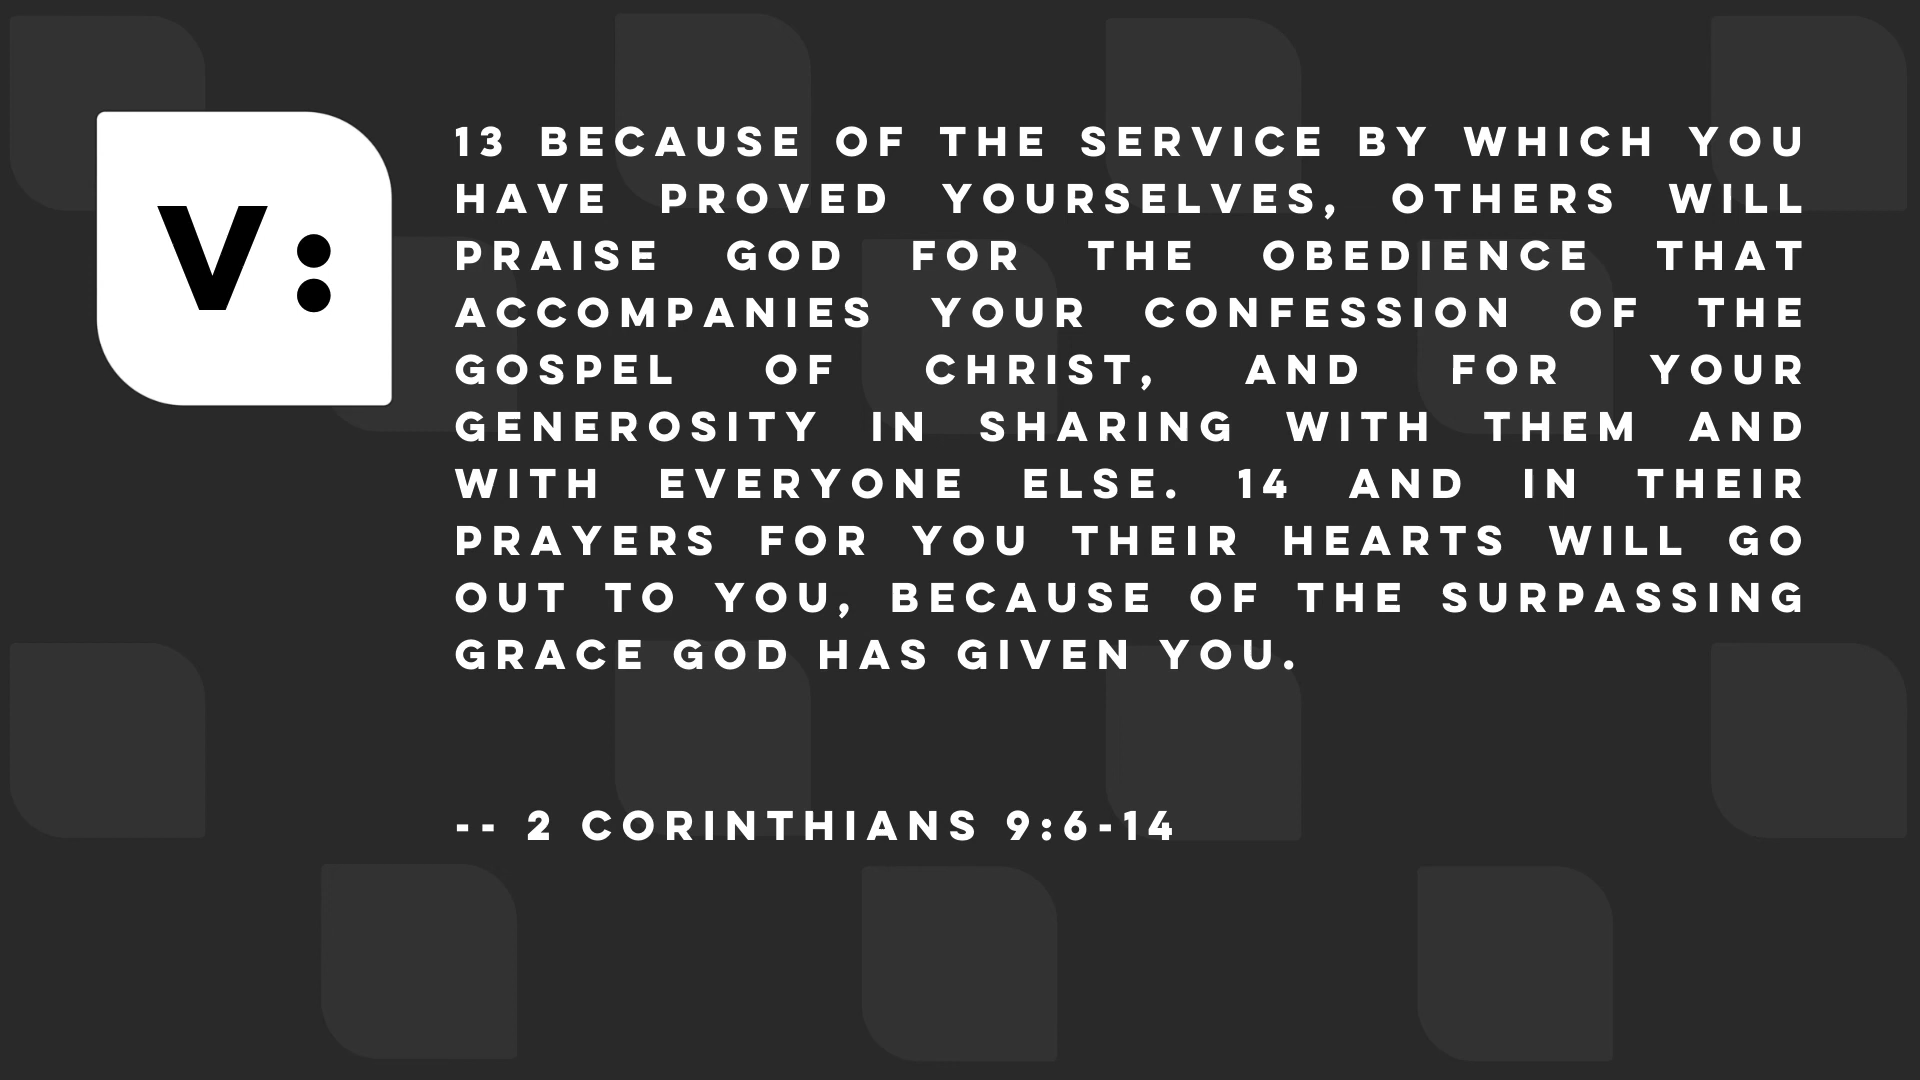 V:
13 BECAUSE OF THE SERVICE BY WHICH YOU
HAVE PROVED YOURSELVES, OTHERS WILL
PRAISE GOD FOR THE OBEDIENCE THAT
ACCOMPANIES YOUR CONFESSION OF THE
GOSPEL OF CHRIST, AND FOR YOUR
GENEROSITY IN SHARING WITH THEM AND
WITH EVERYONE ELSE. 14 AND IN THEIR
PRAYERS FOR YOU THEIR HEARTS WILL GO
OUT TO YOU, BECAUSE OF THE SURPASSING
GRACE GOD HAS GIVEN YOU.
-- 2 CORINTHIANS 9:6-14